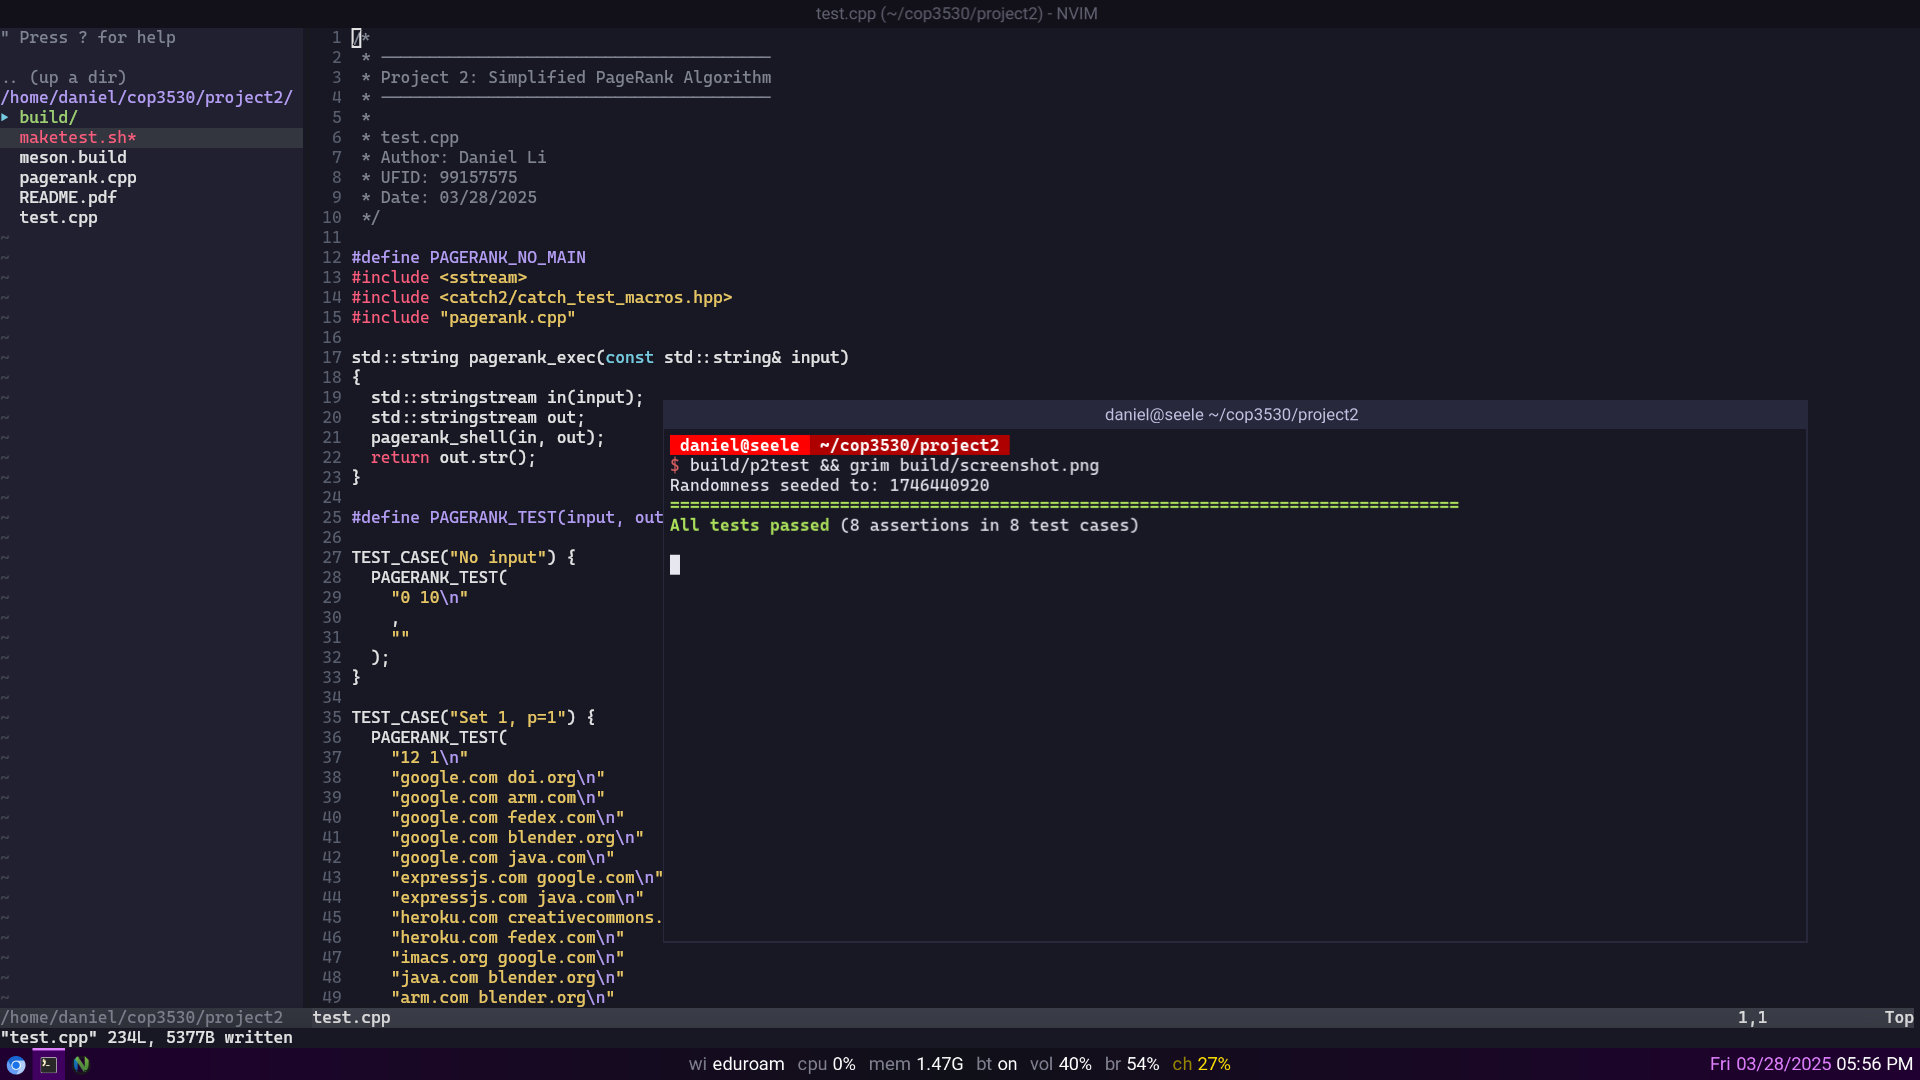 test.cpp (~/cop3530/project2) - NVIM
" Press ? for help
.. (up a dir)
/home/daniel/cop3530/project2/
▸ build/
maketest.sh*
meson.build
pagerank.cpp
README.pdf
test.cpp
1 /*
2  * ────────────────────────────────────────
3  * Project 2: Simplified PageRank Algorithm
4  * ────────────────────────────────────────
5  *
6  * test.cpp
7  * Author: Daniel Li
8  * UFID: 99157575
9  * Date: 03/28/2025
10  */
11
12 #define PAGERANK_NO_MAIN
13 #include <sstream>
14 #include <catch2/catch_test_macros.hpp>
15 #include "pagerank.cpp"
16
17 std::string pagerank_exec(const std::string& input)
18 {
19   std::stringstream in(input);
20   std::stringstream out;
21   pagerank_shell(in, out);
22   return out.str();
23 }
24
25 #define PAGERANK_TEST(input, out
26
27 TEST_CASE("No input") {
28   PAGERANK_TEST(
29     "0 10\n"
30     ,
31     ""
32   );
33 }
34
35 TEST_CASE("Set 1, p=1") {
36   PAGERANK_TEST(
37     "12 1\n"
38     "google.com doi.org\n"
39     "google.com arm.com\n"
40     "google.com fedex.com\n"
41     "google.com blender.org\n"
42     "google.com java.com\n"
43     "expressjs.com google.com\n"
44     "expressjs.com java.com\n"
45     "heroku.com creativecommons.
46     "heroku.com fedex.com\n"
47     "imacs.org google.com\n"
48     "java.com blender.org\n"
49     "arm.com blender.org\n"
daniel@seele ~/cop3530/project2
daniel@seele ~/cop3530/project2
$ build/p2test && grim build/screenshot.png
Randomness seeded to: 1746440920
===============================================================================
All tests passed (8 assertions in 8 test cases)
/home/daniel/cop3530/project2 test.cpp 1,1 Top
"test.cpp" 234L, 5377B written
wi eduroam cpu 0% mem 1.47G bt on vol 40% br 54% ch 27%
Fri 03/28/2025 05:56 PM